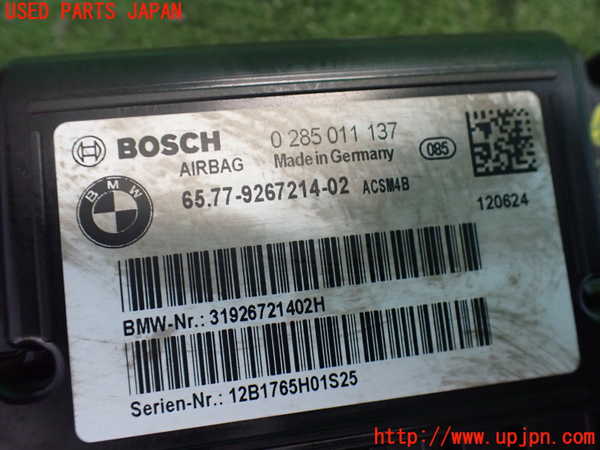 USED PARTS JAPAN
BOSCH 0 285 011 137
AIRBAG Made in Germany 085
BMW 65.77-9267214-02 ACSM4B
120624
BMW-Nr.: 31926721402H
Serien-Nr.: 12B1765H01S25
http://www.upjpn.com/